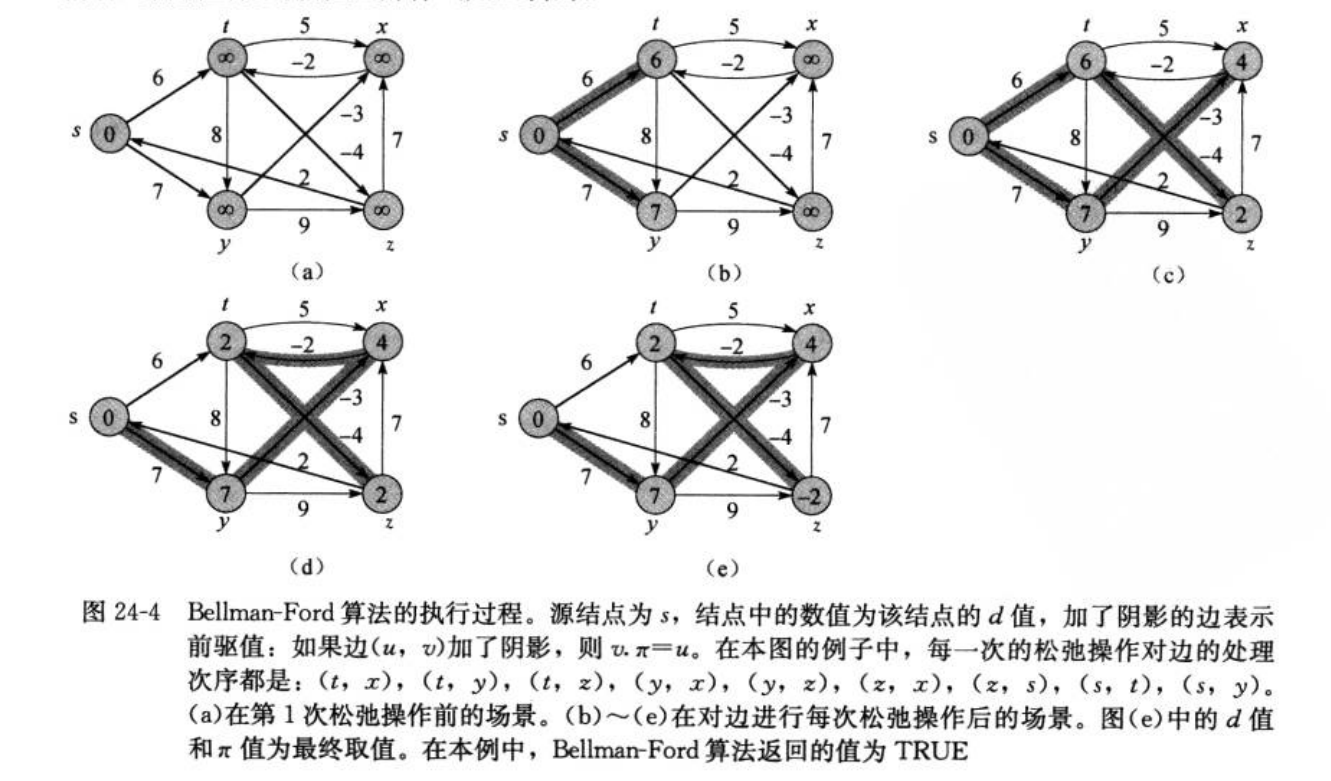 t 5 x
∞ -2 ∞
6
s 0 8 -3 7
-4
7 2
∞ 9 ∞
y z
(a)
t 5 x
6 -2 ∞
6
s 0 8 -3 7
-4
7 2
7 9 ∞
y z
(b)
t 5 x
6 -2 4
6
s 0 8 -3 7
-4
7 2
7 9 2
y z
(c)
t 5 x
2 -2 4
6
s 0 8 -3 7
-4
7 2
7 9 2
y z
(d)
t 5 x
2 -2 4
6
s 0 8 -3 7
-4
7 2
7 9 -2
y z
(e)
图 24-4 Bellman-Ford 算法的执行过程。源结点为 s，结点中的数值为该结点的 d 值，加了阴影的边表示
前驱值：如果边(u，v)加了阴影，则 v.π=u。在本图的例子中，每一次的松弛操作对边的处理
次序都是：(t，x)，(t，y)，(t，z)，(y，x)，(y，z)，(z，x)，(z，s)，(s，t)，(s，y)。
(a)在第 1 次松弛操作前的场景。(b)～(e)在对边进行每次松弛操作后的场景。图(e)中的 d 值
和 π 值为最终取值。在本例中，Bellman-Ford 算法返回的值为 TRUE